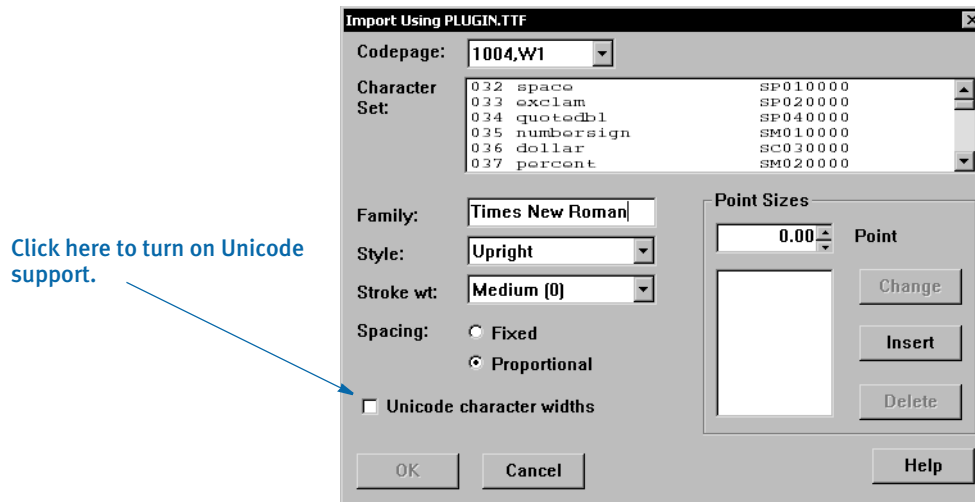 Import Using PLUGIN.TTF
Codepage: 1004,W1
Character Set:
032 space SP010000
033 exclam SP020000
034 quotedbl SP040000
035 numbersign SM010000
036 dollar SC030000
037 percent SM020000
Family: Times New Roman
Style: Upright
Stroke wt: Medium (0)
Spacing: Fixed
Proportional
Unicode character widths
Point Sizes
0.00 Point
Change
Insert
Delete
OK
Cancel
Help
Click here to turn on Unicode
support.